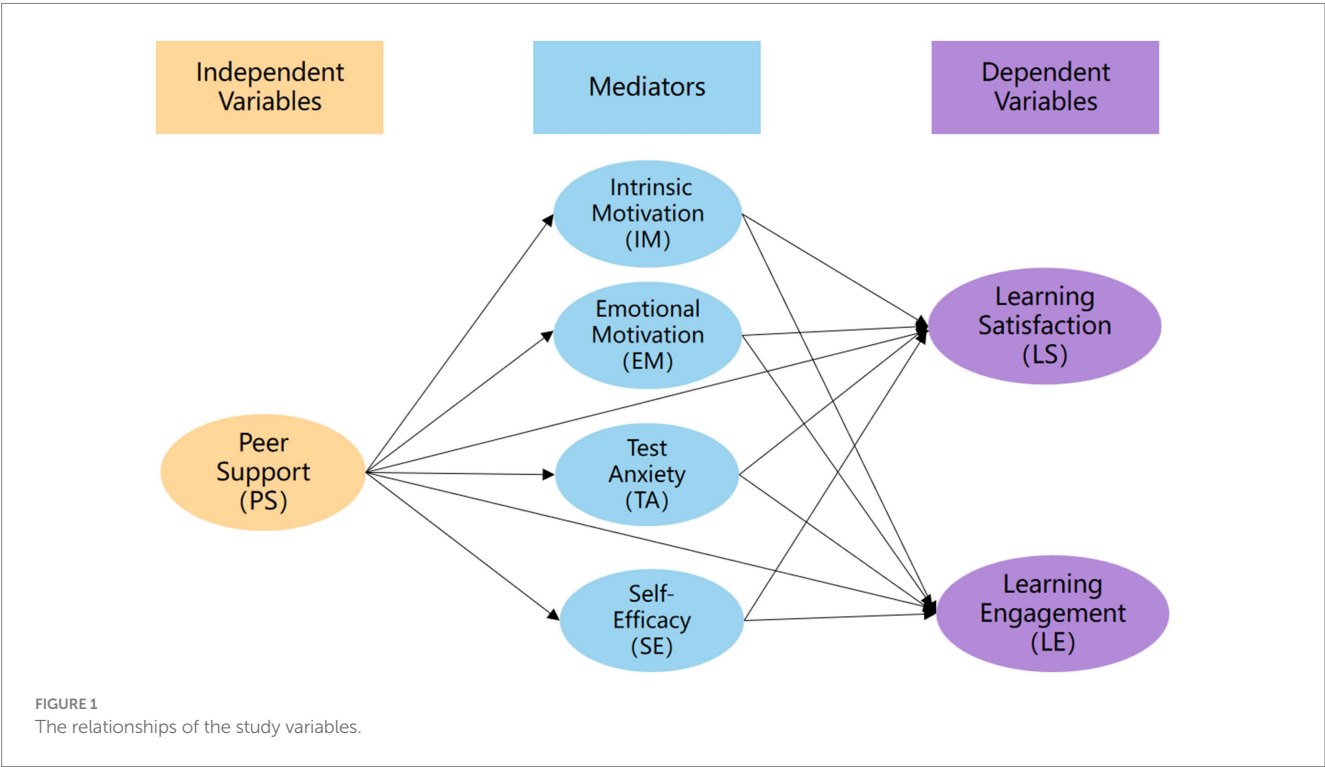 Independent
Variables
Mediators
Dependent
Variables
Intrinsic
Motivation
(IM)
Emotional
Motivation
(EM)
Learning
Satisfaction
(LS)
Peer
Support
(PS)
Test
Anxiety
(TA)
Self-
Efficacy
(SE)
Learning
Engagement
(LE)
FIGURE 1
The relationships of the study variables.